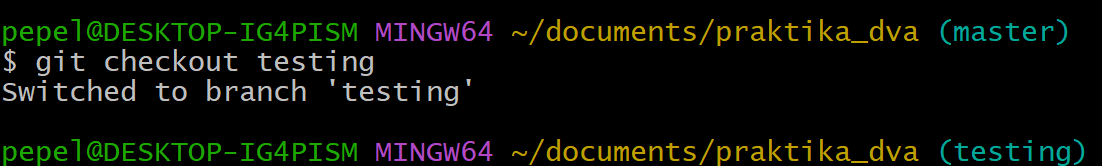 pepel@DESKTOP-IG4PISM MINGW64 ~/documents/praktika_dva (master)
$ git checkout testing
Switched to branch 'testing'
pepel@DESKTOP-IG4PISM MINGW64 ~/documents/praktika_dva (testing)